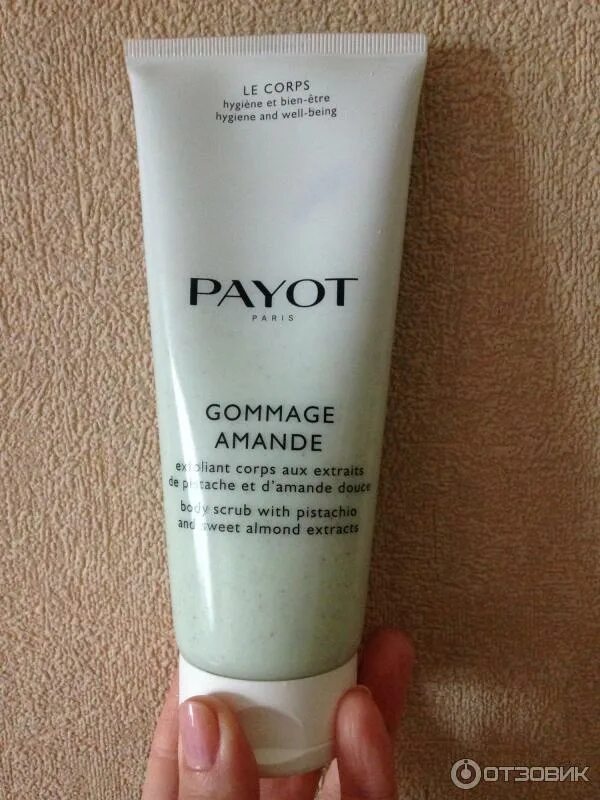 LE CORPS
hygiène et bien-être
hygiene and well-being
PAYOT
PARIS
GOMMAGE
AMANDE
exfoliant corps aux extraits
de pistache et d'amande douce
body scrub with pistachio
and sweet almond extracts
ОТЗОВИК